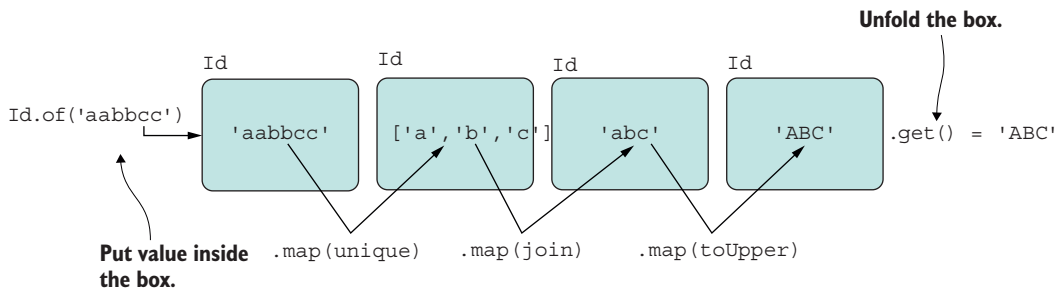 Unfold the box.
Id
Id
Id
Id
Id.of('aabbcc')
'aabbcc'
['a','b','c']
'abc'
'ABC'
.get() = 'ABC'
Put value inside
the box.
.map(unique)
.map(join)
.map(toUpper)